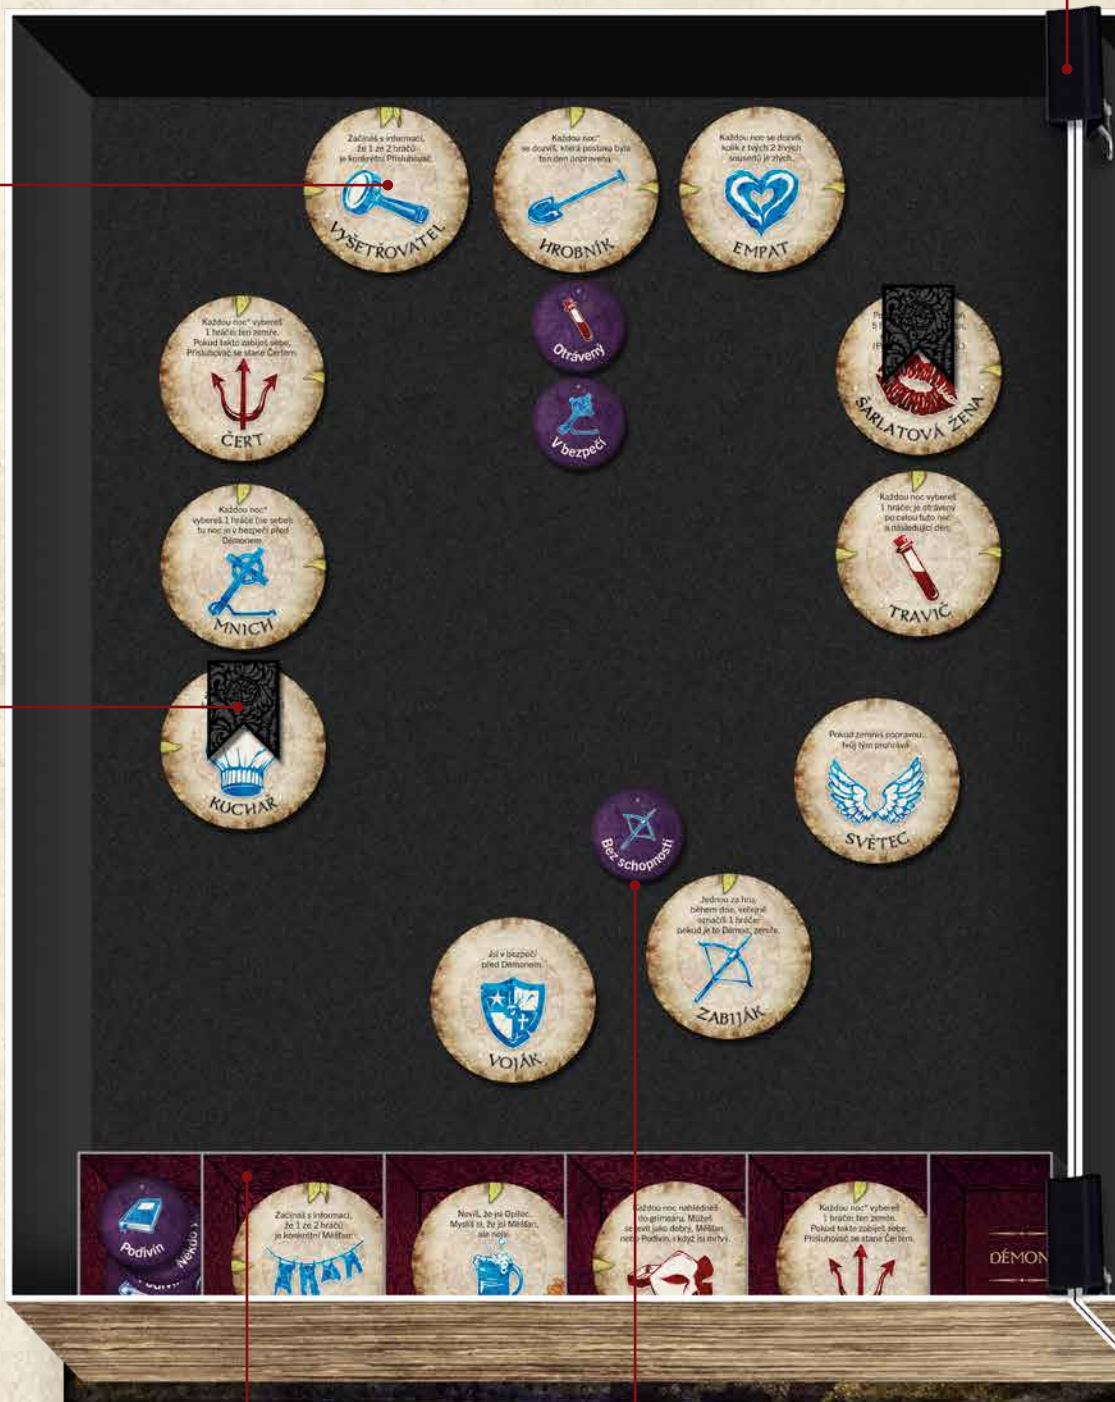 Začínáš s informací,
že 1 ze 2 hráčů
je konkrétní Přisluhovač.
VYŠETŘOVATEL
Každou noc*
se dozvíš, která postava byla
ten den popravena.
HROBNÍK
Každou noc se dozvíš,
kolik z tvých 2 živých
sousedů je zlých.
EMPAT
Otrávený
V bezpečí
Každou noc* vybereš
1 hráče: ten zemře.
Pokud takto zabiješ sebe,
Přisluhovač se stane Čertem.
ČERT
ŠARLATOVÁ ŽENA
Každou noc*
vybereš 1 hráče (ne sebe):
tu noc je v bezpečí před
Démonem.
MNICH
Každou noc vybereš
1 hráče: je otrávený
po celou tuto noc
a následující den.
TRAVIČ
KUCHAŘ
Pokud zemřeš popravou,
tvůj tým prohrává.
SVĚTEC
Bez schopnosti
Jednou za hru,
během dne, veřejně
označíš 1 hráče:
pokud je to Démon, zemře.
ZABIJÁK
Jsi v bezpečí
před Démonem.
VOJÁK
Podivín
Začínáš s informací,
že 1 ze 2 hráčů
je konkrétní Měšťan.
Nevíš, že jsi Opilec.
Myslíš si, že jsi Měšťan,
ale nejsi.
Každou noc nahlédneš
do grimoáru. Můžeš
se jevit jako dobrý, Měšťan
nebo Podivín, i když jsi mrtvý.
Každou noc* vybereš
1 hráče: ten zemře.
Pokud takto zabiješ sebe,
Přisluhovač se stane Čertem.
DÉMON